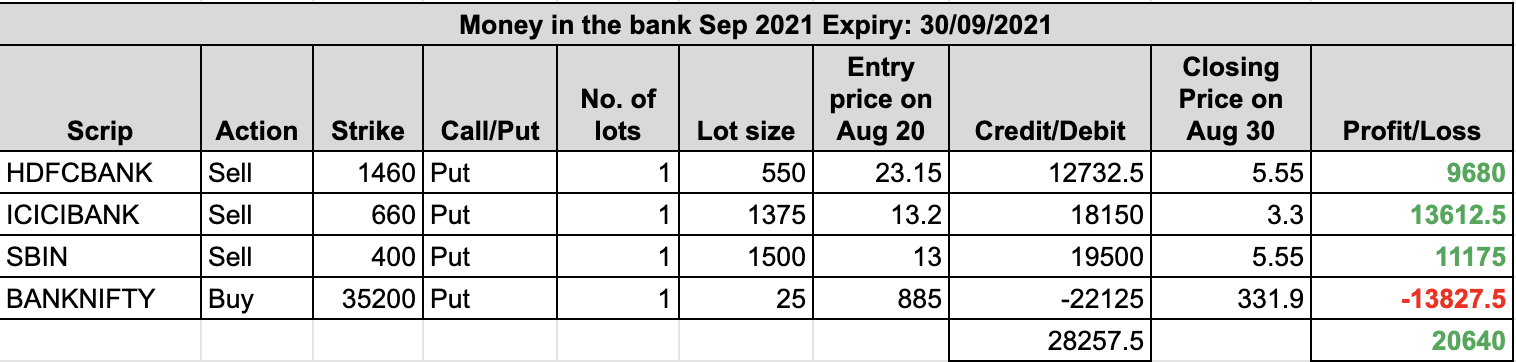 Money in the bank Sep 2021 Expiry: 30/09/2021
Scrip Action Strike Call/Put No. of lots Lot size Entry price on Aug 20 Credit/Debit Closing Price on Aug 30 Profit/Loss
HDFCBANK Sell 1460 Put 1 550 23.15 12732.5 5.55 9680
ICICIBANK Sell 660 Put 1 1375 13.2 18150 3.3 13612.5
SBIN Sell 400 Put 1 1500 13 19500 5.55 11175
BANKNIFTY Buy 35200 Put 1 25 885 -22125 331.9 -13827.5
28257.5 20640